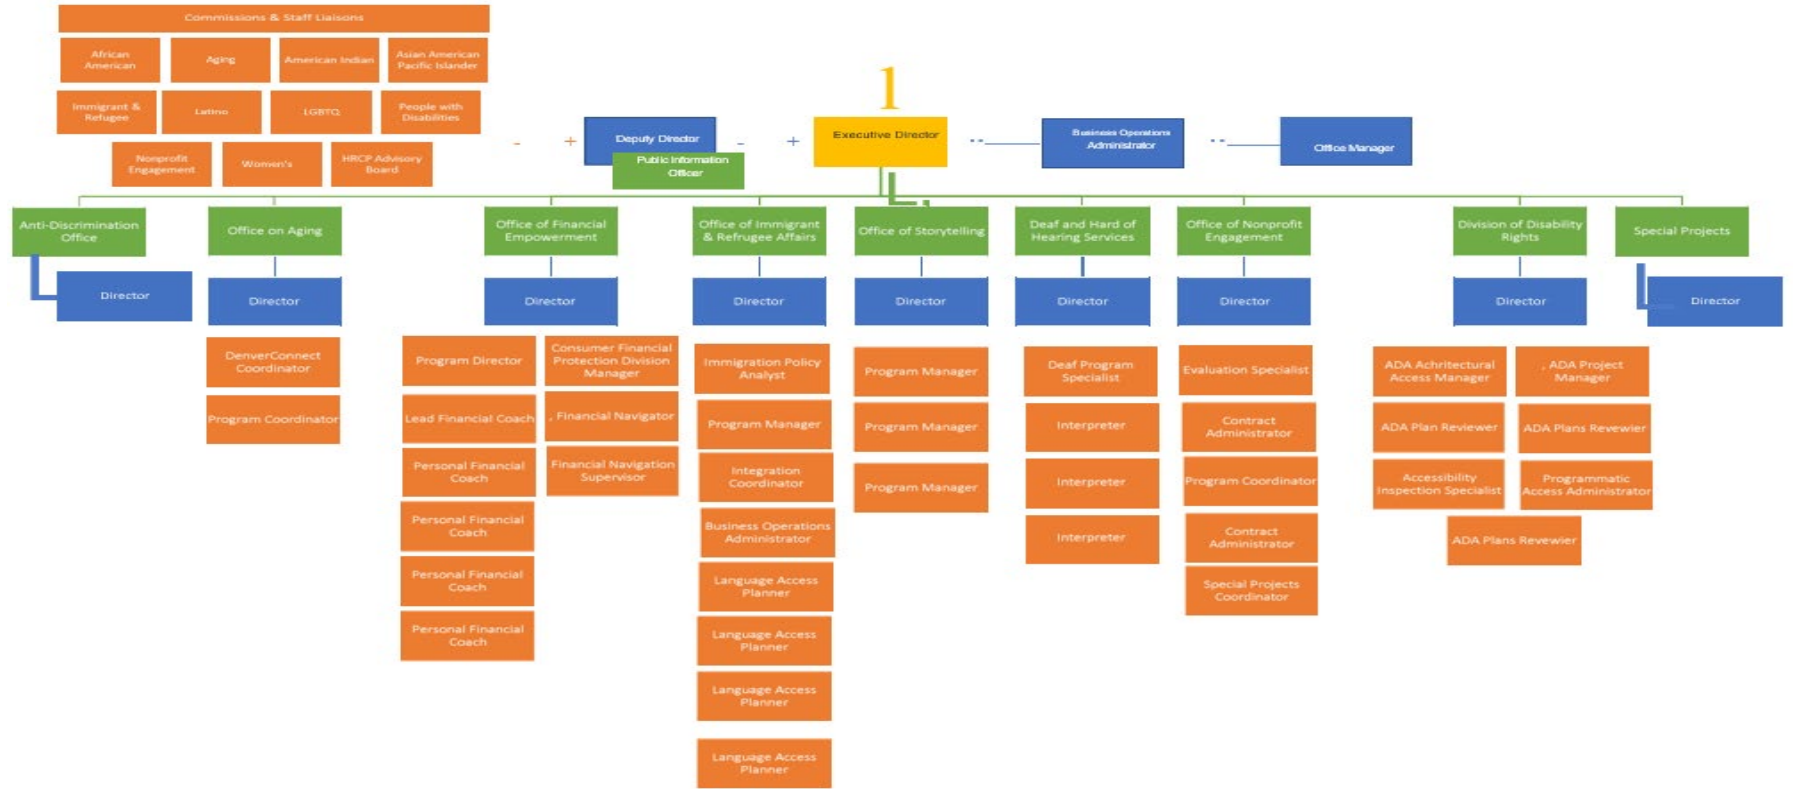 Commissions & Staff Liaisons
African
American
Aging
American Indian
Asian American
Pacific Islander
Immigrant &
Refugee
Latino
LGBTQ
People with
Disabilities
Nonprofit
Engagement
Women's
HRCP Advisory
Board
-
+
Deputy Director
Public Information
Officer
-
+
1
Executive Director
Business Operations
Administrator
Office Manager
Anti-Discrimination
Office
Office on Aging
Office of Financial
Empowerment
Office of Immigrant
& Refrugee Affairs
Office of Storytelling
Deaf and Hard of
Hearing Services
Office of Nonprofit
Engagement
Division of Disability
Rights
Special Projects
Director
Director
Director
Director
Director
Director
Director
Director
Director
DenverConnect
Coordinator
Program Coordinator
Program Director
Lead Financial Coach
Personal Financial
Coach
Personal Financial
Coach
Personal Financial
Coach
Personal Financial
Coach
Consumer Financial
Protection Division
Manager
, Financial Navigator
Financial Navigation
Supervisor
Immigration Policy
Analyst
Program Manager
Integration
Coordinator
Business Operations
Administrator
Language Access
Planner
Language Access
Planner
Language Access
Planner
Language Access
Planner
Program Manager
Program Manager
Program Manager
Deaf Program
Specialist
Interpreter
Interpreter
Interpreter
Evaluation Specialist
Contract
Administrator
Program Coordinator
Contract
Administrator
Special Projects
Coordinator
ADA Achritectural
Access Manager
, ADA Project
Manager
ADA Plan Reviewer
ADA Plans Revewier
Accessibility
Inspection Specialist
Programmatic
Access Administrator
ADA Plans Revewier